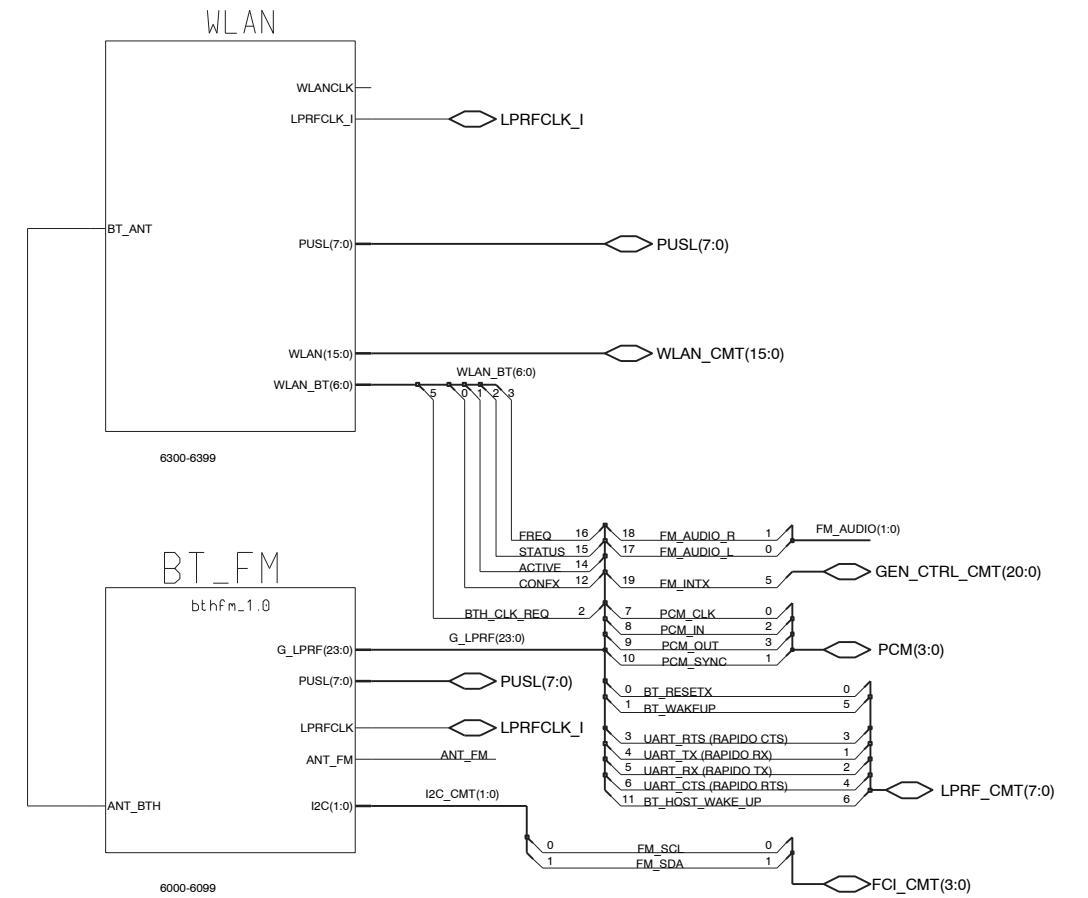 WLAN
WLANCLK
LPRFCLK_I LPRFCLK_I
BT_ANT
PUSL(7:0) PUSL(7:0)
WLAN(15:0) WLAN_CMT(15:0)
WLAN_BT(6:0)
WLAN_BT(6:0)
5 0 1 2 3
6300-6399
FREQ 16 18 FM_AUDIO_R 1 FM_AUDIO(1:0)
STATUS 15 17 FM_AUDIO_L 0
ACTIVE 14
CONFX 12 19 FM_INTX 5 GEN_CTRL_CMT(20:0)
BTH_CLK_REQ 2 7 PCM_CLK 0
8 PCM_IN 2
9 PCM_OUT 3 PCM(3:0)
10 PCM_SYNC 1
BT_FM
bthfm_1.0
G_LPRF(23:0) G_LPRF(23:0)
PUSL(7:0) PUSL(7:0)
0 BT_RESETX 0
1 BT_WAKEUP 5
LPRFCLK LPRFCLK_I
3 UART_RTS (RAPIDO CTS) 3
4 UART_TX (RAPIDO RX) 1
ANT_FM ANT_FM
5 UART_RX (RAPIDO TX) 2
6 UART_CTS (RAPIDO RTS) 4 LPRF_CMT(7:0)
11 BT_HOST_WAKE_UP 6
ANT_BTH I2C(1:0) I2C_CMT(1:0)
0 FM_SCL 0
1 FM_SDA 1
FCI_CMT(3:0)
6000-6099